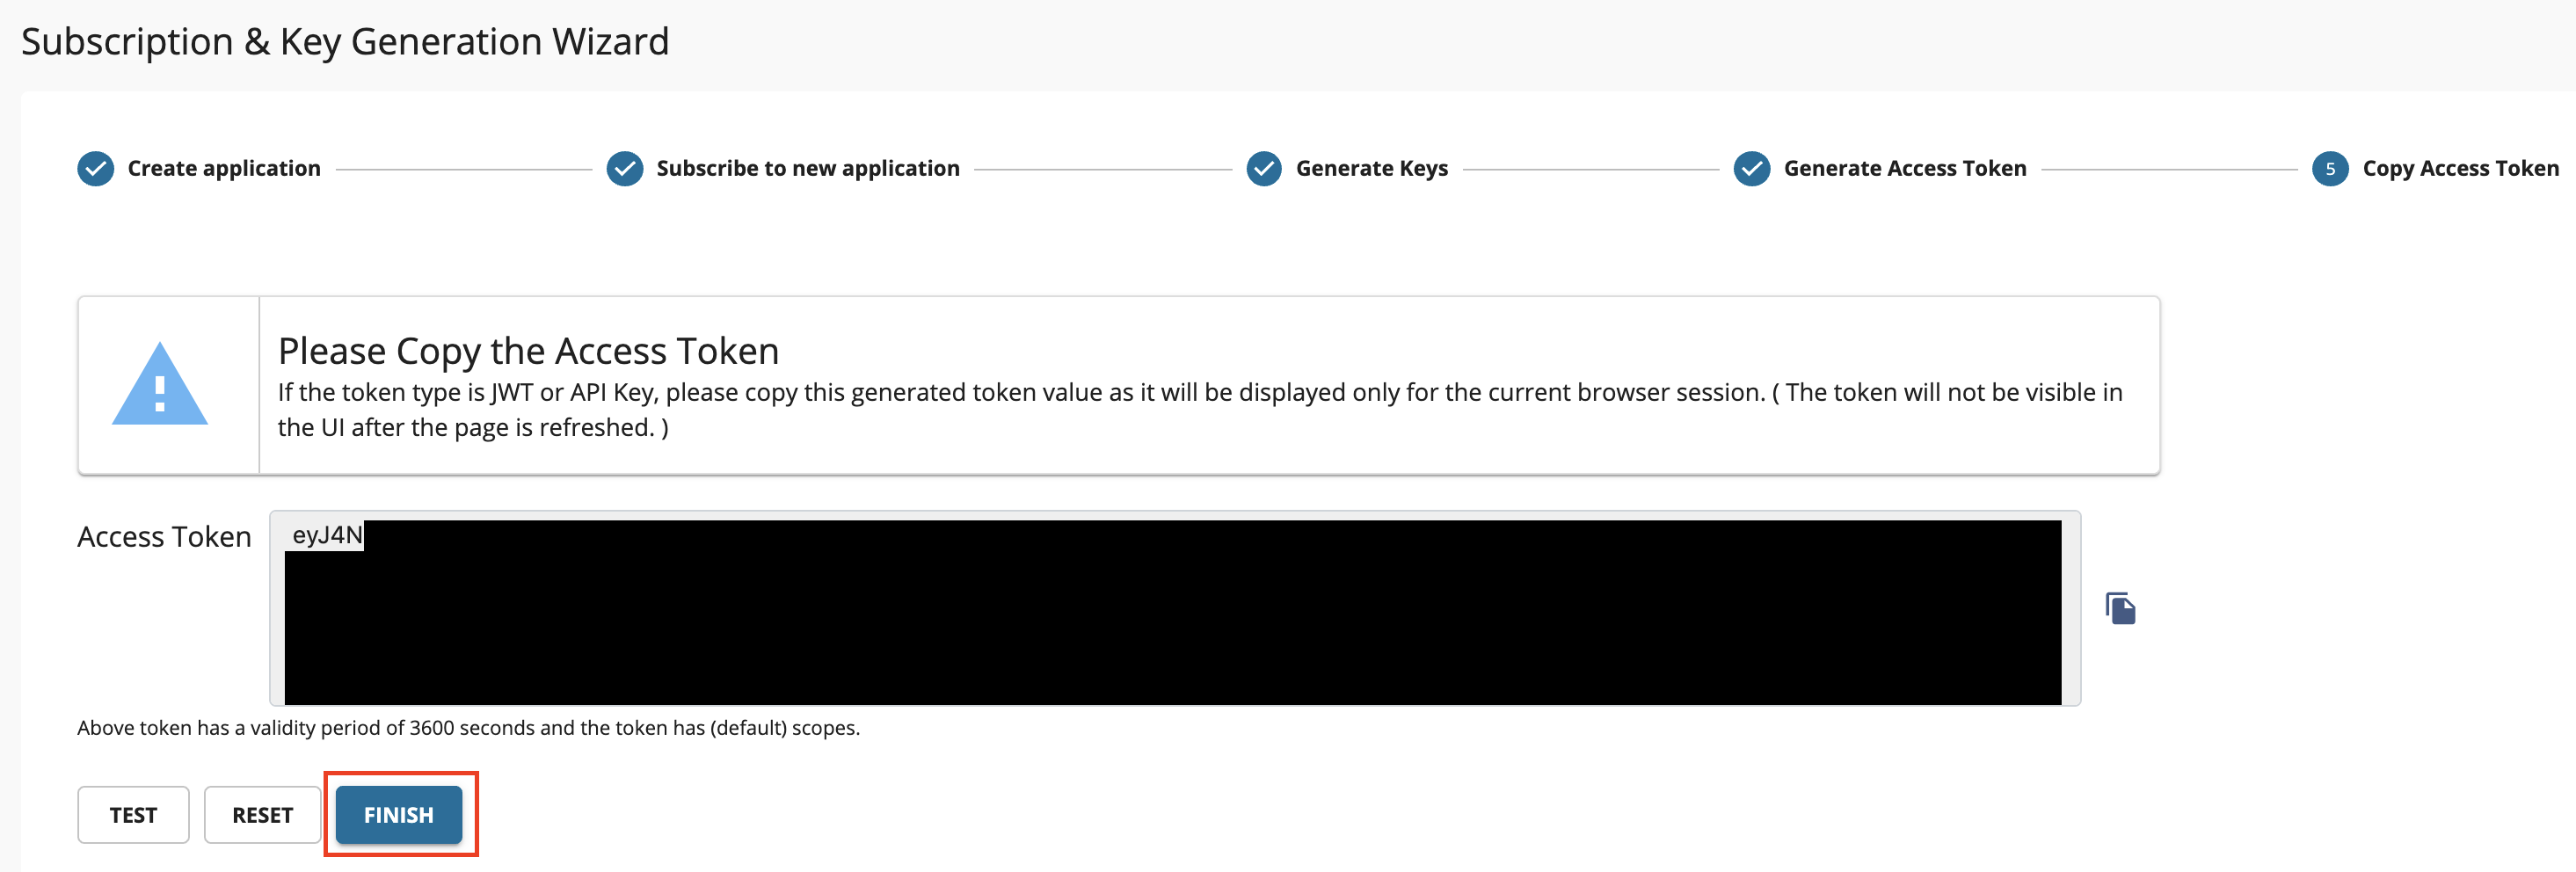 Subscription & Key Generation Wizard
Create application
Subscribe to new application
Generate Keys
Generate Access Token
5 Copy Access Token
Please Copy the Access Token
If the token type is JWT or API Key, please copy this generated token value as it will be displayed only for the current browser session. ( The token will not be visible in
the UI after the page is refreshed. )
Access Token
eyJ4N
Above token has a validity period of 3600 seconds and the token has (default) scopes.
TEST
RESET
FINISH